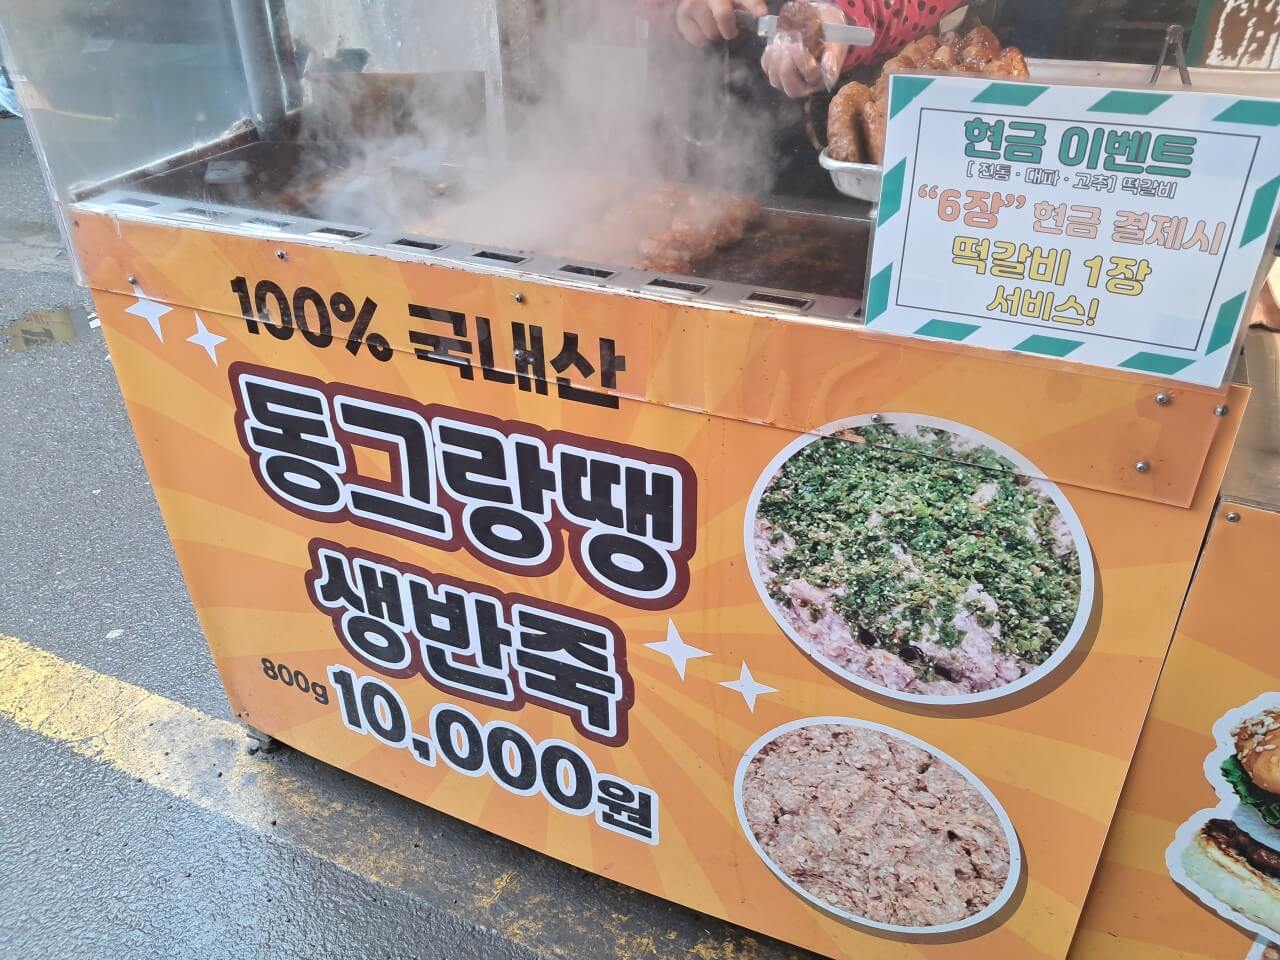 현금 이벤트
[ 전통 · 대파 · 고추] 떡갈비
“6장” 현금 결제시
떡갈비 1장
서비스!
100% 국내산
동그랑땡
생반죽
800g 10,000원